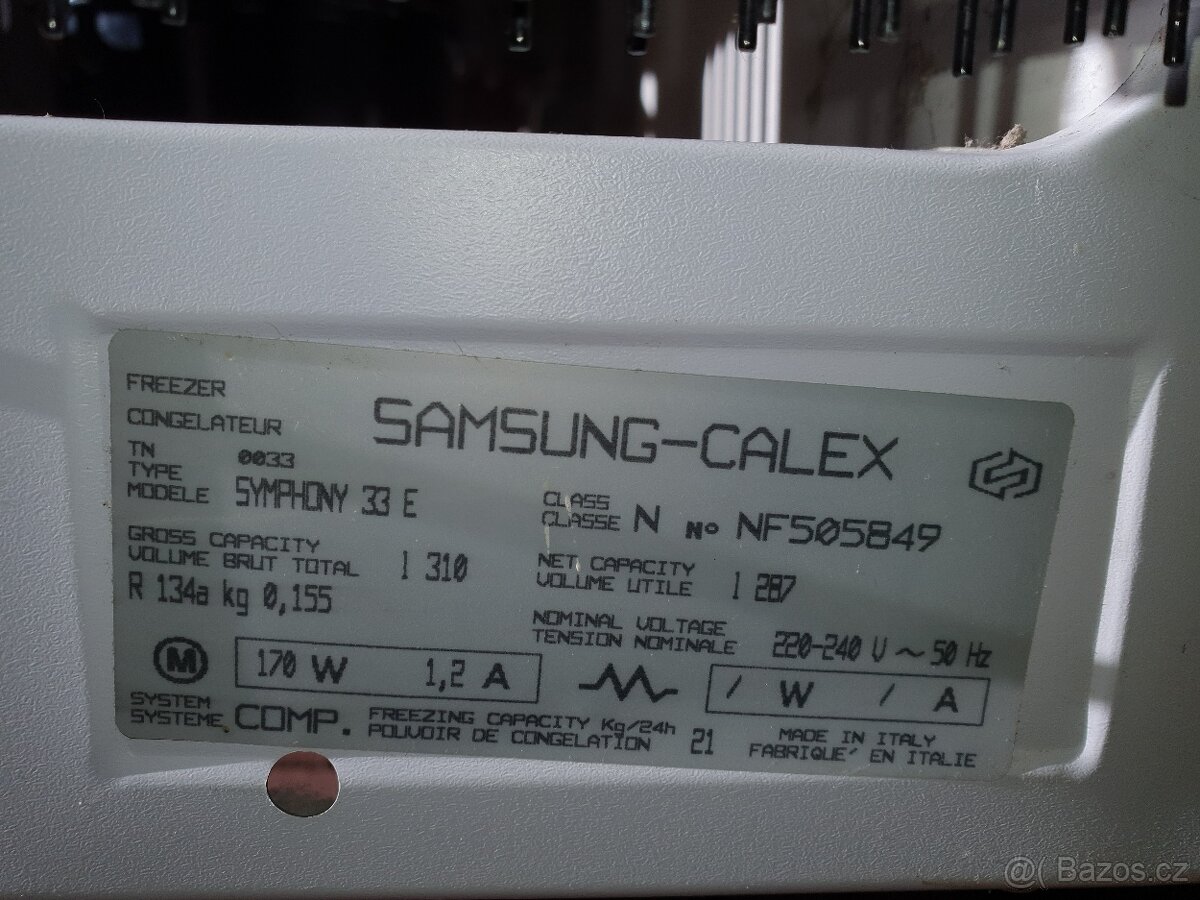 FREEZER
CONGELATEUR
SAMSUNG-CALEX
TN 0033
TYPE
MODELE SYMPHONY 33 E
CLASS
CLASSE N Nº NF505849
GROSS CAPACITY
VOLUME BRUT TOTAL l 310
NET CAPACITY
VOLUME UTILE l 287
R 134a kg 0,155
NOMINAL VOLTAGE
TENSION NOMINALE 220-240 V ~ 50 Hz
M 170 W 1,2 A
/ W / A
SYSTEM
SYSTEME COMP.
FREEZING CAPACITY Kg/24h
POUVOIR DE CONGELATION 21
MADE IN ITALY
FABRIQUE' EN ITALIE
@( Bazos.cz